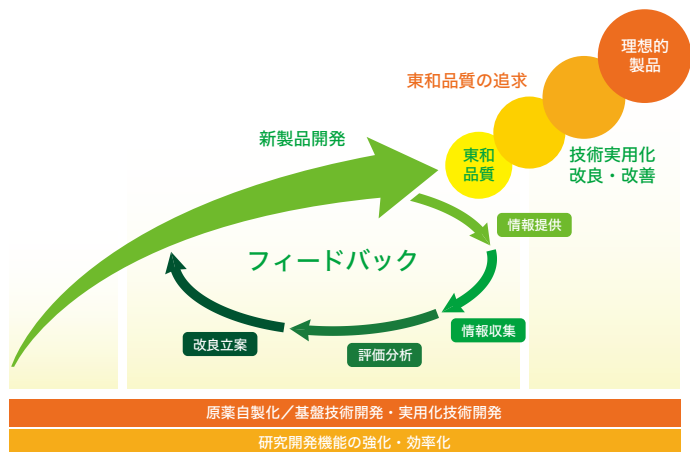 理想的
製品
東和品質の追求
新製品開発
東和
品質
技術実用化
改良・改善
情報提供
フィードバック
情報収集
改良立案
評価分析
原薬自製化／基盤技術開発・実用化技術開発
研究開発機能の強化・効率化